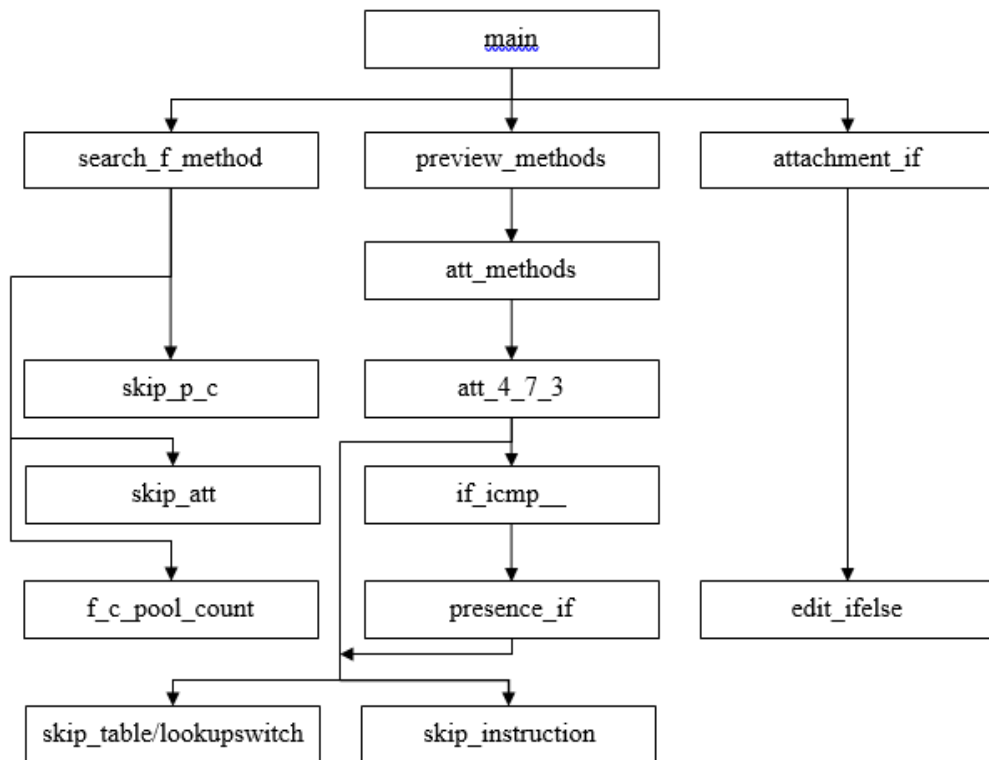 main
search_f_method
preview_methods
attachment_if
att_methods
skip_p_c
att_4_7_3
skip_att
if_icmp__
f_c_pool_count
presence_if
edit_ifelse
skip_table/lookupswitch
skip_instruction